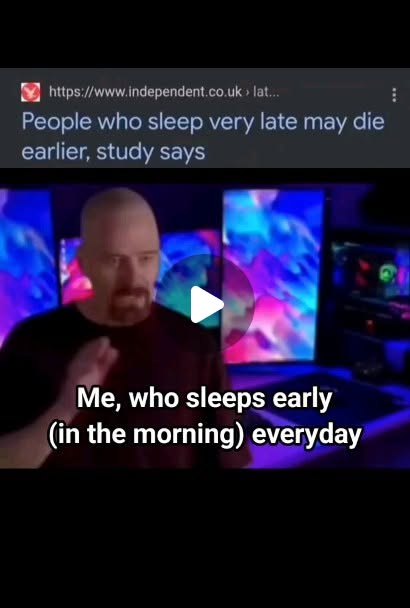 https://www.independent.co.uk › lat...
People who sleep very late may die
earlier, study says
Me, who sleeps early
(in the morning) everyday